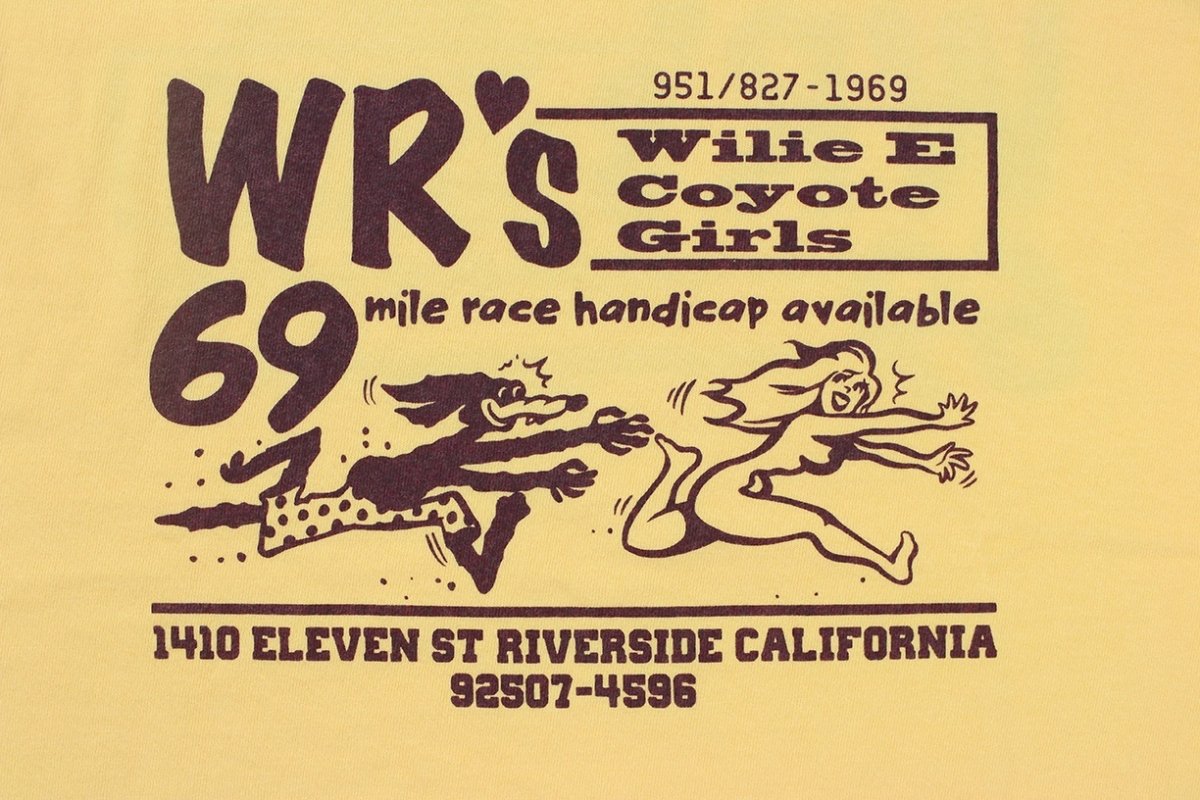 951/827-1969
WR's
Wilie E
Coyote
Girls
69 mile race handicap available
1410 ELEVEN ST RIVERSIDE CALIFORNIA
92507-4596